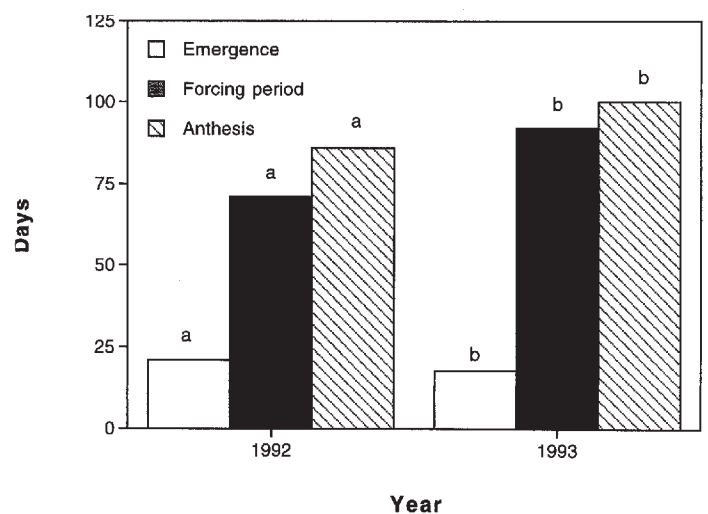 125
Emergence
b
100
Forcing period
b
a
Anthesis
75
a
Days
50
25
a
b
0
1992
1993
Year